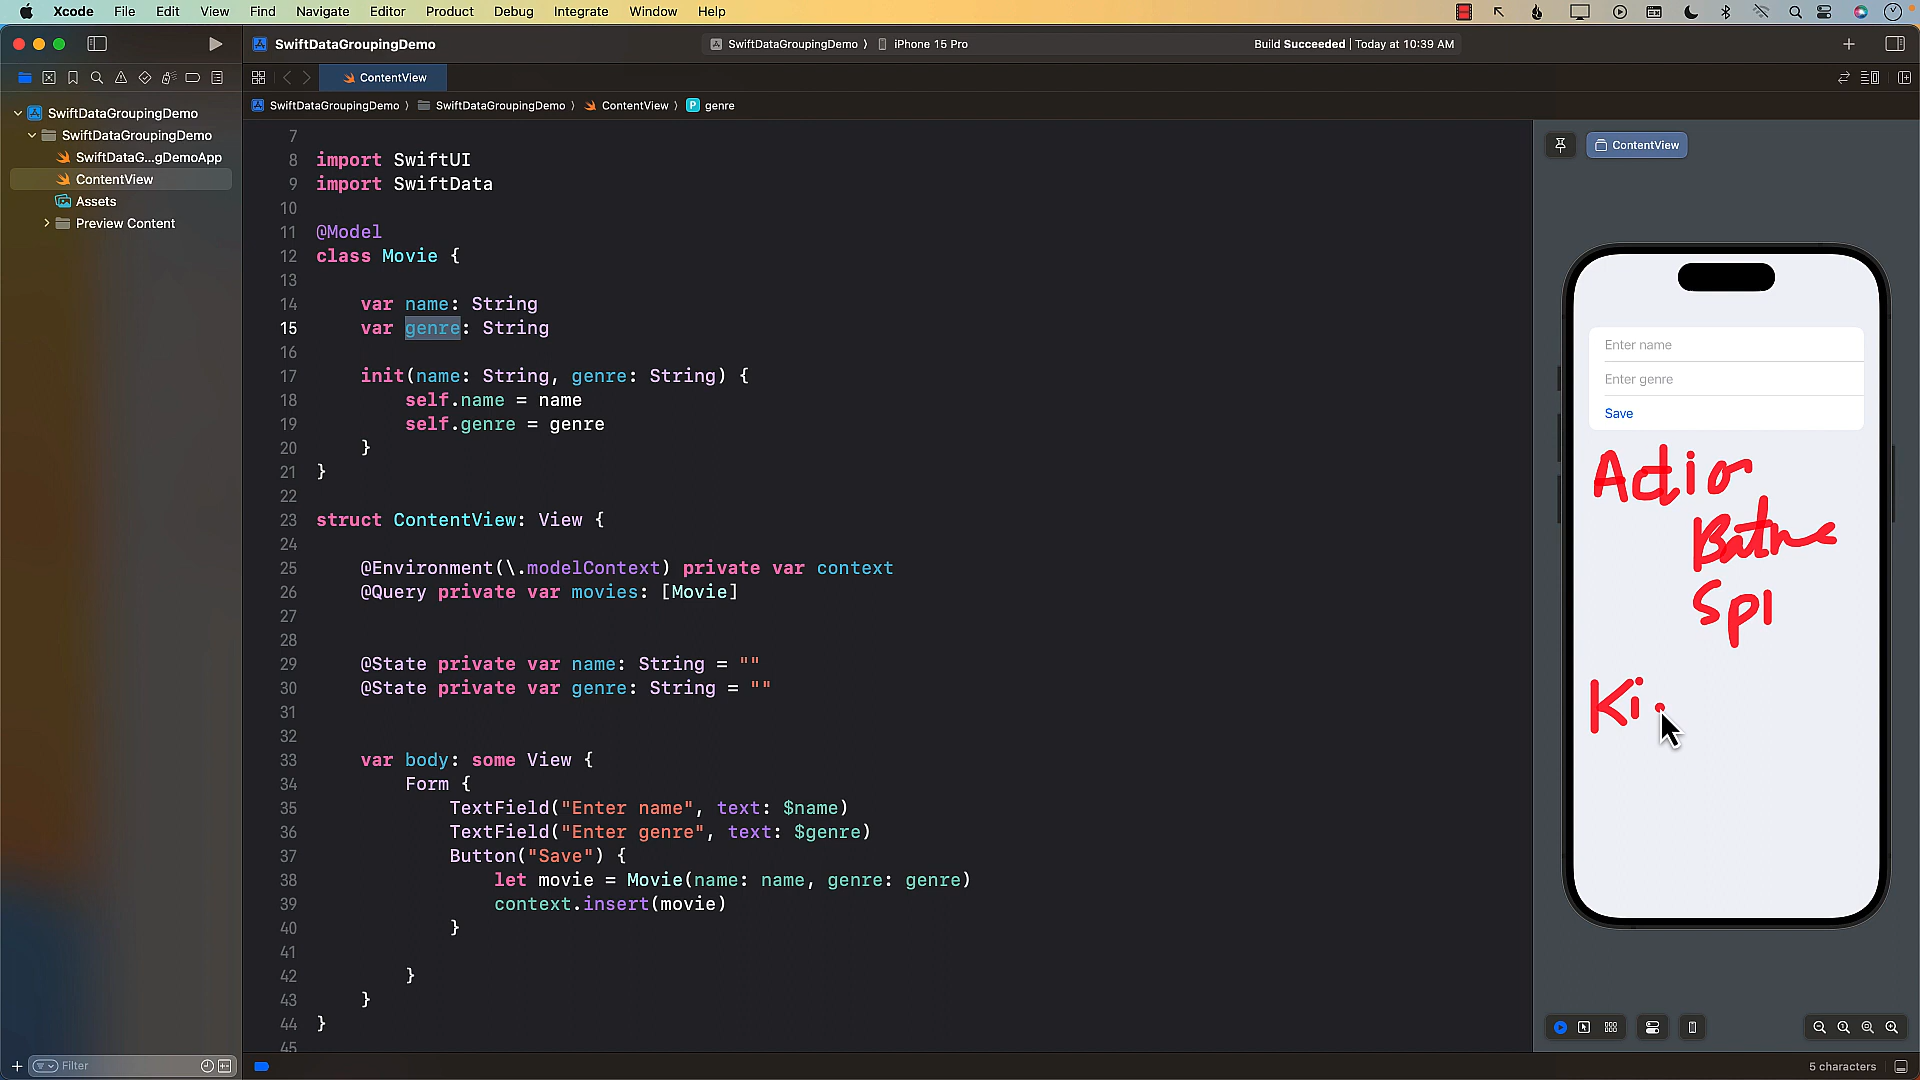 Xcode File Edit View Find Navigate Editor Product Debug Integrate Window Help
SwiftDataGroupingDemo
SwiftDataGroupingDemo 〉 iPhone 15 Pro
Build Succeeded | Today at 10:39 AM
ContentView
SwiftDataGroupingDemo 〉 SwiftDataGroupingDemo 〉 ContentView 〉 P genre
SwiftDataGroupingDemo
SwiftDataGroupingDemo
SwiftDataG...gDemoApp
ContentView
Assets
Preview Content
7
8 import SwiftUI
9 import SwiftData
10
11 @Model
12 class Movie {
13
14 var name: String
15 var genre: String
16
17 init(name: String, genre: String) {
18 self.name = name
19 self.genre = genre
20 }
21 }
22
23 struct ContentView: View {
24
25 @Environment(\.modelContext) private var context
26 @Query private var movies: [Movie]
27
28
29 @State private var name: String = ""
30 @State private var genre: String = ""
31
32
33 var body: some View {
34 Form {
35 TextField("Enter name", text: $name)
36 TextField("Enter genre", text: $genre)
37 Button("Save") {
38 let movie = Movie(name: name, genre: genre)
39 context.insert(movie)
40 }
41
42 }
43 }
44 }
45
ContentView
Enter name
Enter genre
Save
Actio
Spi
Ki.
Filter
5 characters